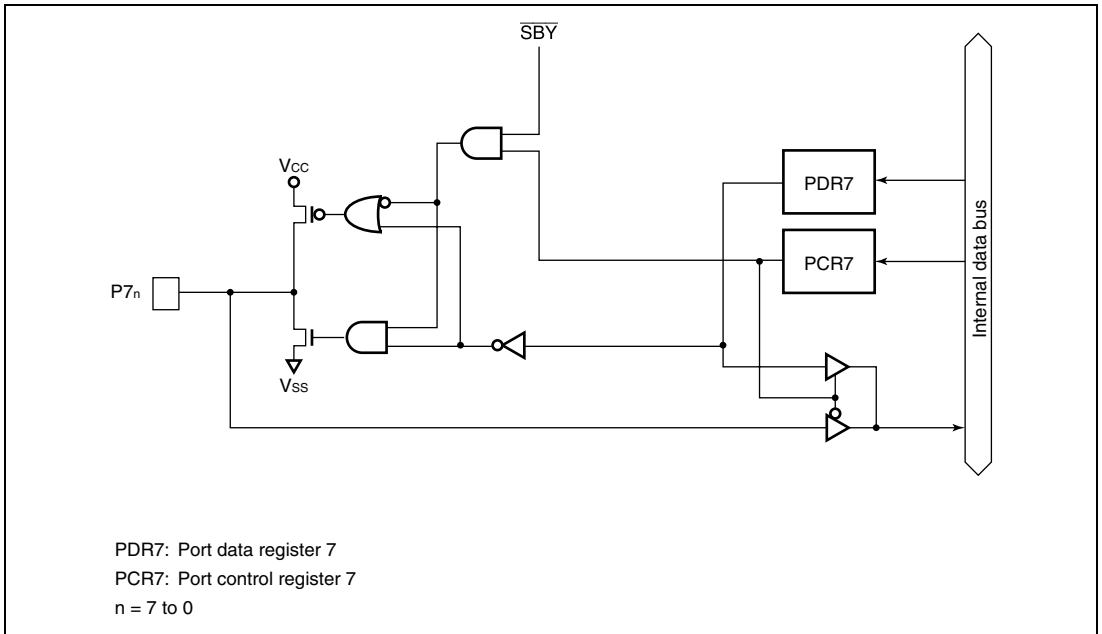 SBY
VCC
PDR7
PCR7
Internal data bus
P7n
VSS
PDR7: Port data register 7
PCR7: Port control register 7
n = 7 to 0